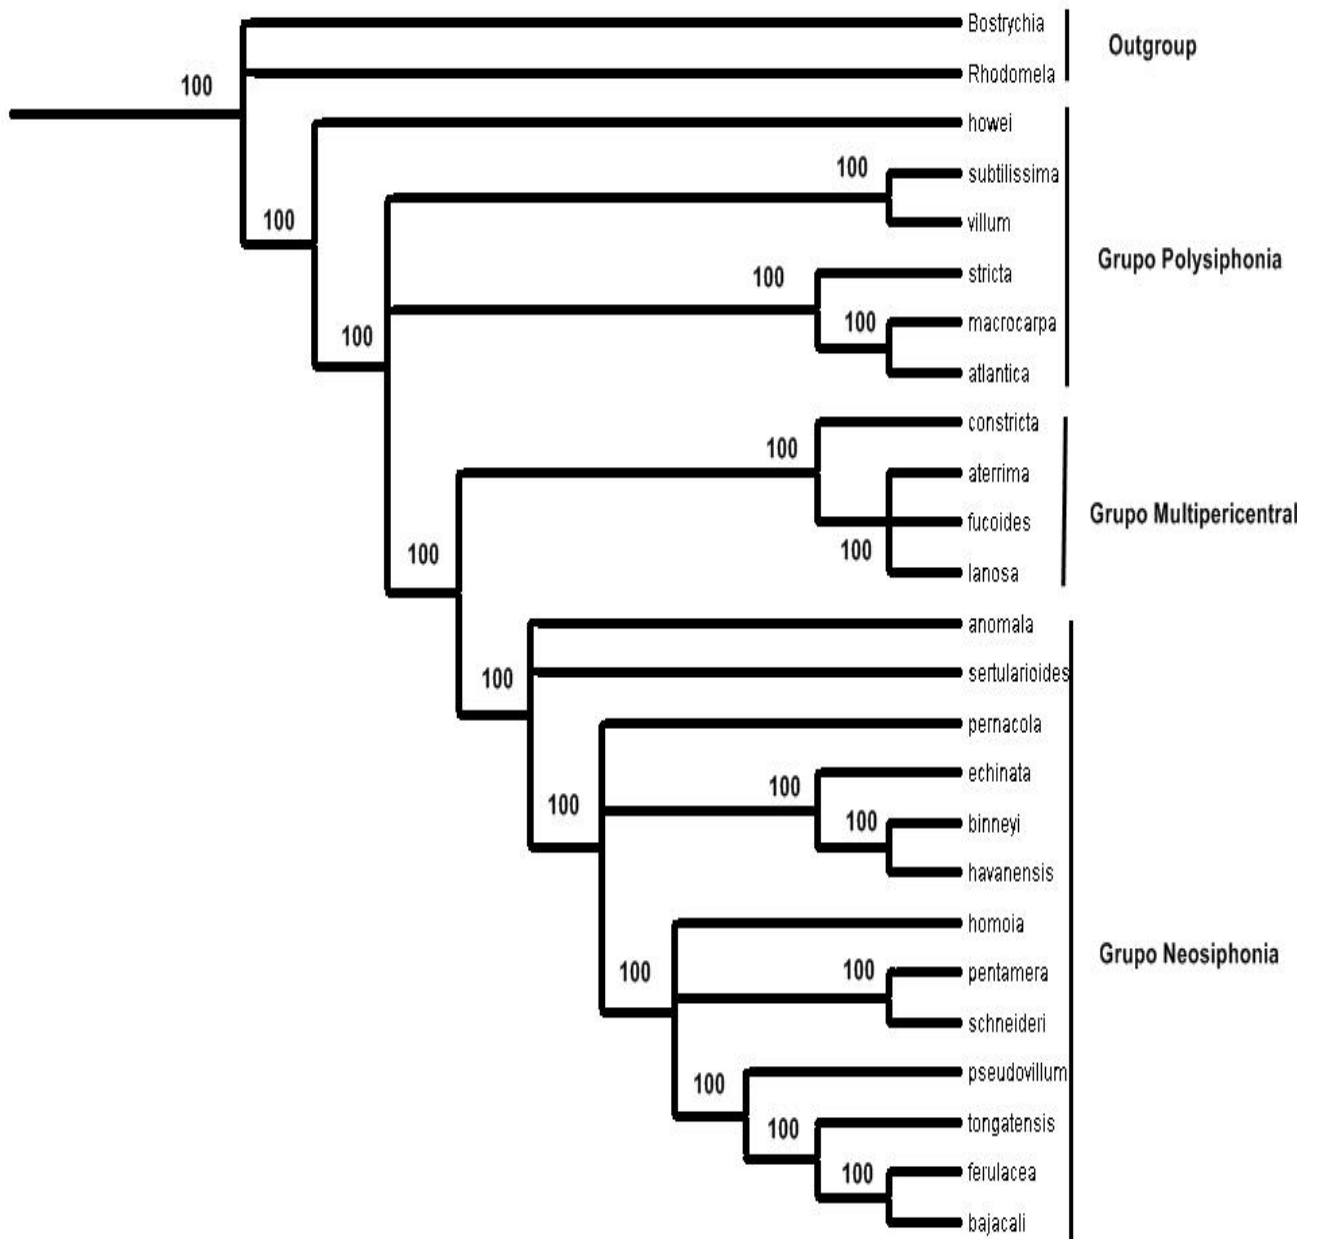 Bostrychia
Outgroup
100
Rhodomela
howei
100
subtilissima
100
villum
Grupo Polysiphonia
100
stricta
100
macrocarpa
100
atlantica
constricta
100
aterrima
Grupo Multipericentral
fucoides
100
100
lanosa
anomala
100
sertularioides
pernacola
100
echinata
100
binneyi
100
havanensis
homoia
Grupo Neosiphonia
100
pentamera
100
schneideri
pseudovillum
100
tongatensis
100
ferulacea
100
bajacali